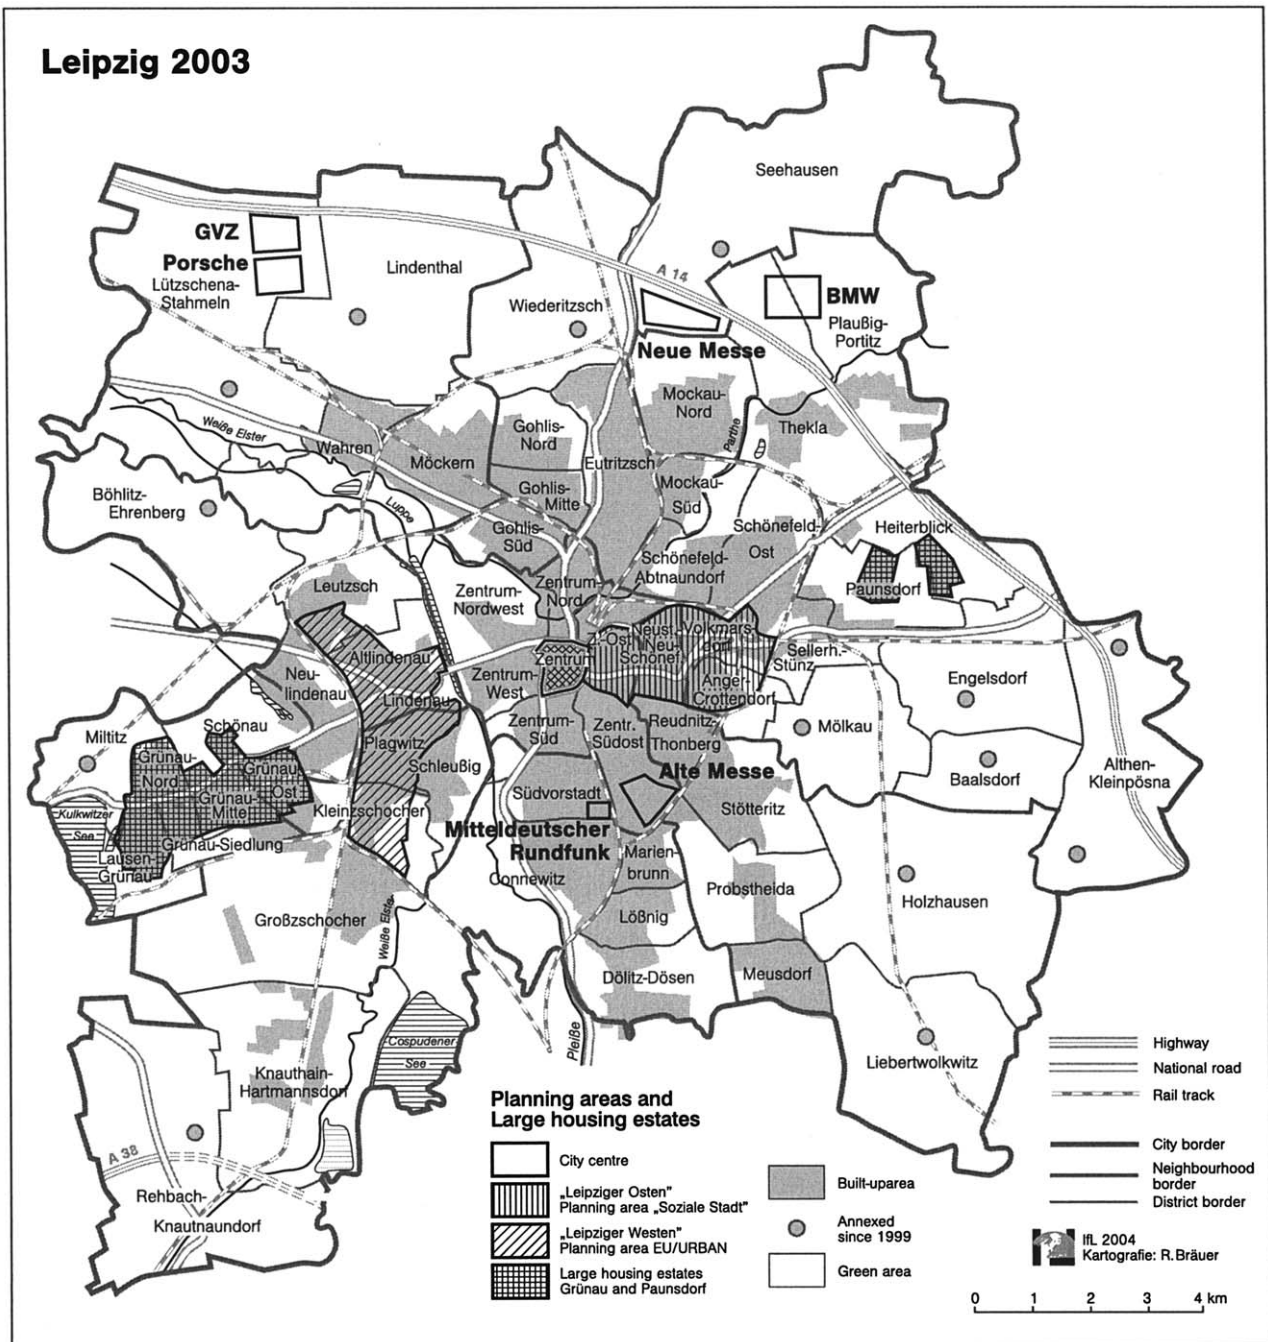 Leipzig 2003
Seehausen
GVZ
Porsche
Lützschena-
Stahmeln
Lindenthal
A 14
Wiederitzsch
BMW
Plaußig-
Portitz
Neue Messe
Mockau-
Nord
Thekla
Parthe
Gohlis-
Nord
Weiße Elster
Wahren
Möckern
Eutritzsch
Gohlis-
Mitte
Mockau-
Süd
Böhlitz-
Ehrenberg
Luppe
Gohlis-
Süd
Schönefeld-
Ost
Heiterblick
Schönefeld-
Abtnaundorf
Paunsdorf
Leutzsch
Zentrum-
Nordwest
Zentrum-
Nord
Z.-Ost
Neust.-
Neu-
Schönef.
Volkmars-
dorf
Altlindenau
Zentrum
Sellerh.-
Stünz
Neu-
lindenau
Zentrum-
West
Anger-
Crottendorf
Engelsdorf
Lindenau
Schönau
Miltitz
Plagwitz
Zentrum-
Süd
Zentr.
Südost
Reudnitz-
Thonberg
Mölkau
Grünau-
Nord
Grünau-
Ost
Schleußig
Alte Messe
Baalsdorf
Althen-
Kleinpösna
Grünau-
Mitte
Kleinzschocher
Südvorstadt
Stötteritz
Kulkwitzer
See
Grünau-Siedlung
Mitteldeutscher
Rundfunk
Lausen-
Grünau
Connewitz
Marien-
brunn
Probstheida
Holzhausen
Großzschocher
Weiße Elster
Lößnig
Dölitz-Dösen
Meusdorf
Pleiße
Cospudener
See
Liebertwolkwitz
Knauthain-
Hartmannsdorf
A 38
Rehbach-
Knautnaundorf
Planning areas and
Large housing estates
City centre
„Leipziger Osten”
Planning area „Soziale Stadt”
„Leipziger Westen”
Planning area EU/URBAN
Large housing estates
Grünau and Paunsdorf
Built-uparea
Annexed
since 1999
Green area
Highway
National road
Rail track
City border
Neighbourhood
border
District border
IfL 2004
Kartografie: R. Bräuer
0 1 2 3 4 km